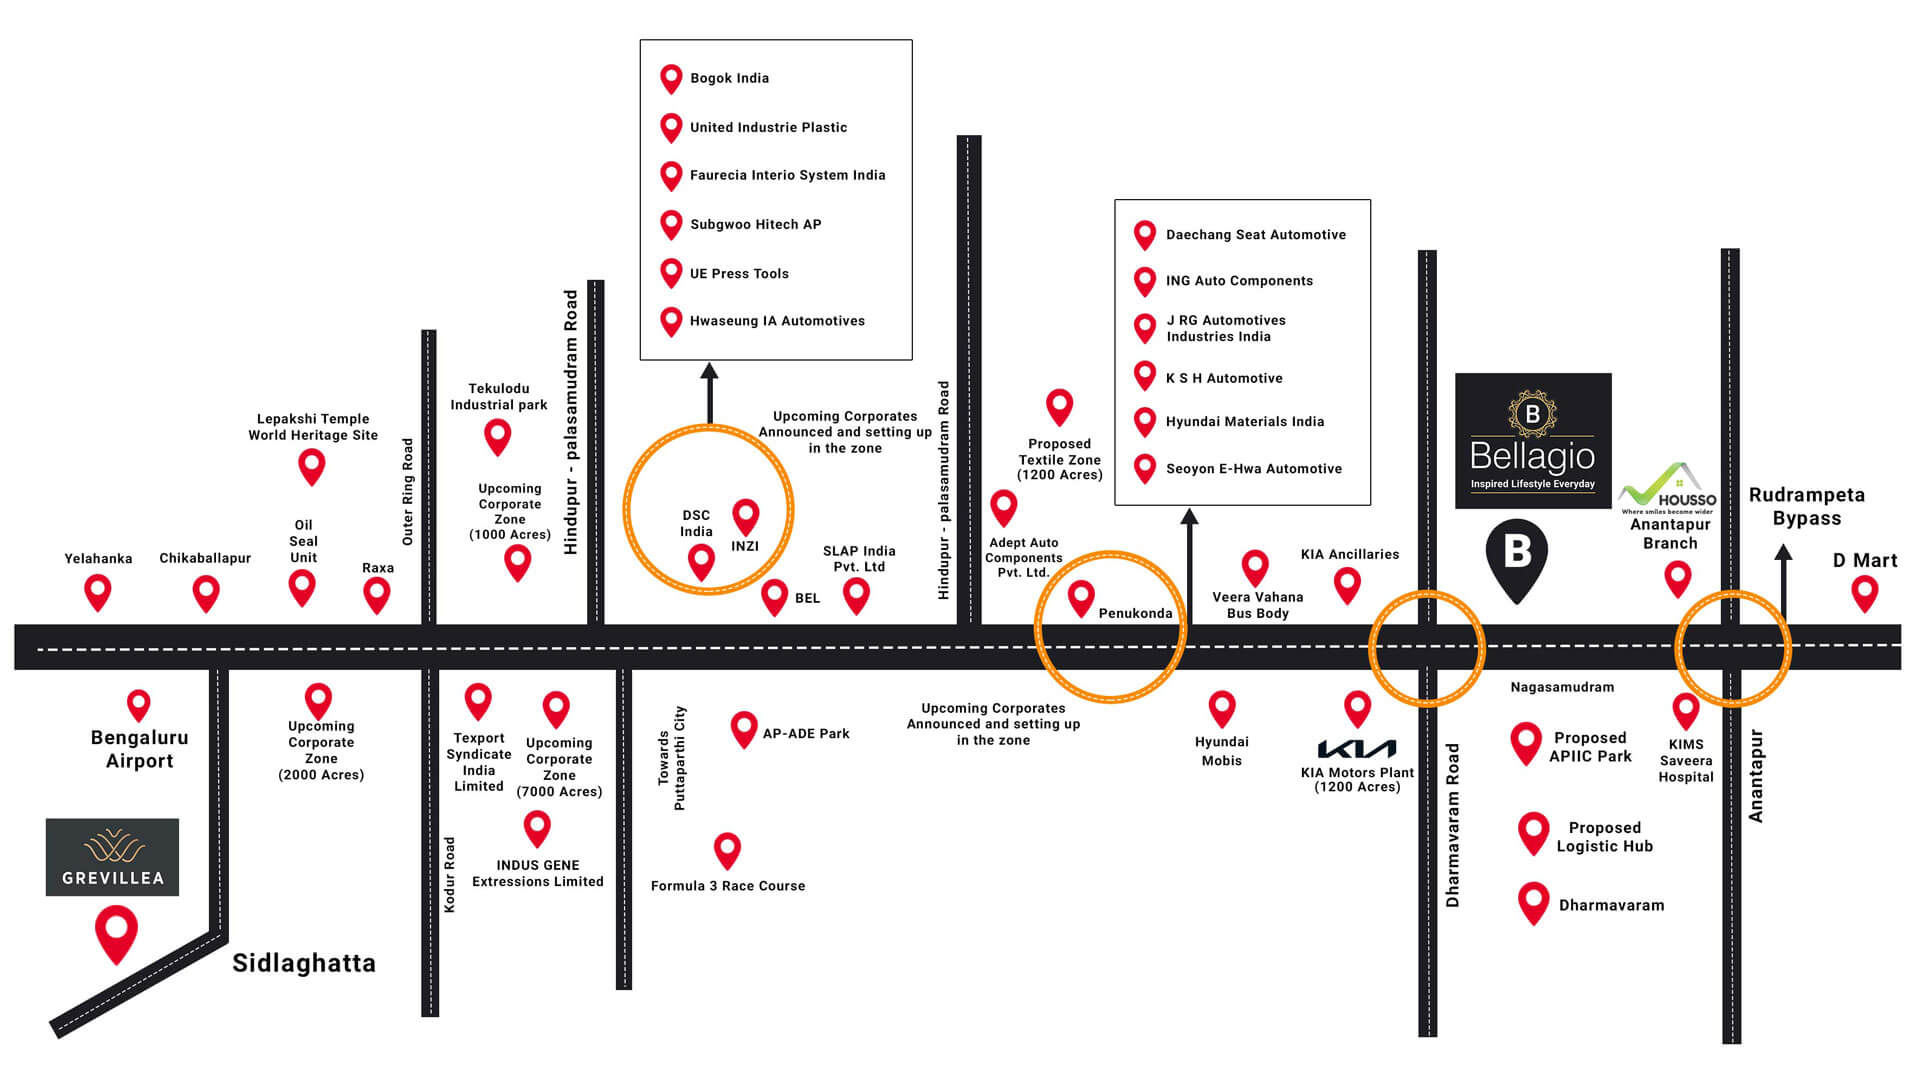 Bogok India
United Industrie Plastic
Faurecia Interio System India
Subgwoo Hitech AP
UE Press Tools
Hwaseung IA Automotives
Daechang Seat Automotive
ING Auto Components
J RG Automotives
Industries India
K S H Automotive
Hyundai Materials India
Seoyon E-Hwa Automotive
Yelahanka
Chikaballapur
Lepakshi Temple
World Heritage Site
Oil
Seal
Unit
Raxa
Outer Ring Road
Tekulodu
Industrial park
Upcoming
Corporate
Zone
(1000 Acres)
Hindupur - palasamudram Road
DSC
India
INZI
Upcoming Corporates
Announced and setting up
in the zone
BEL
SLAP India
Pvt. Ltd
Hindupur - palasamudram Road
Proposed
Textile Zone
(1200 Acres)
Adept Auto
Components
Pvt. Ltd.
Penukonda
Veera Vahana
Bus Body
KIA Ancillaries
B
Bellagio
Inspired Lifestyle Everyday
B
HOUSSO
Where smiles become wider
Anantapur
Branch
Rudrampeta
Bypass
D Mart
Bengaluru
Airport
GREVILLEA
Sidlaghatta
Upcoming
Corporate
Zone
(2000 Acres)
Kodur Road
Texport
Syndicate
India
Limited
Upcoming
Corporate
Zone
(7000 Acres)
INDUS GENE
Extressions Limited
Towards
Puttaparthi City
AP-ADE Park
Formula 3 Race Course
Upcoming Corporates
Announced and setting up
in the zone
Hyundai
Mobis
KIA
KIA Motors Plant
(1200 Acres)
Dharmavaram Road
Nagasamudram
Proposed
APIIC Park
Proposed
Logistic Hub
Dharmavaram
KIMS
Saveera
Hospital
Anantapur